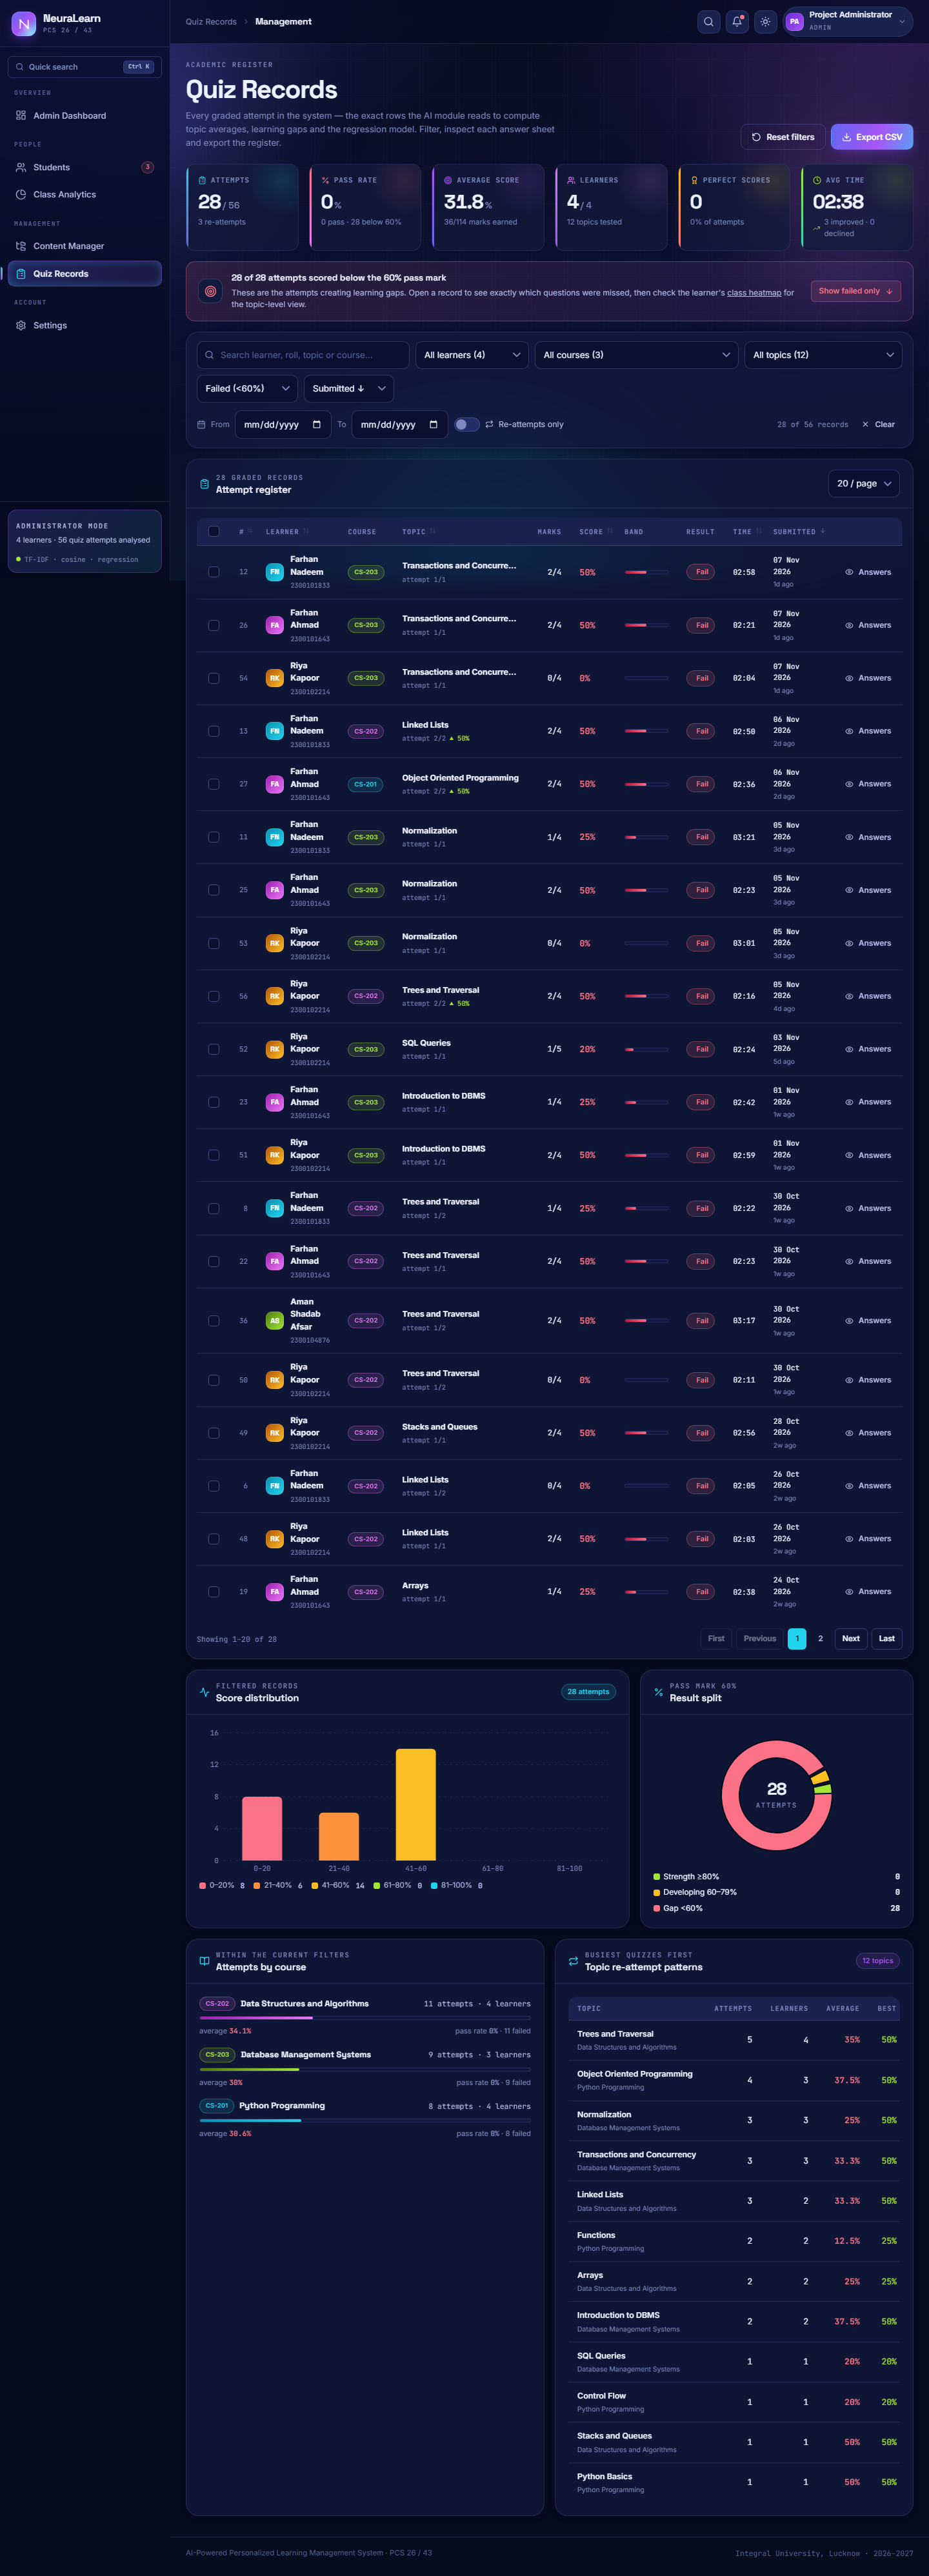 NeuraLearn
PCS 26 / 43
Quick search Ctrl K
OVERVIEW
Admin Dashboard
PEOPLE
Students 3
Class Analytics
MANAGEMENT
Content Manager
Quiz Records
ACCOUNT
Settings
ADMINISTRATOR MODE
4 learners · 56 quiz attempts analysed
TF-IDF · cosine · regression
Quiz Records > Management
PA Project Administrator
ADMIN
ACADEMIC REGISTER
Quiz Records
Every graded attempt in the system — the exact rows the AI module reads to compute
topic averages, learning gaps and the regression model. Filter, inspect each answer sheet
and export the register.
Reset filters
Export CSV
ATTEMPTS
28 / 56
3 re-attempts
PASS RATE
0%
0 pass · 28 below 60%
AVERAGE SCORE
31.8%
36/114 marks earned
LEARNERS
4 / 4
12 topics tested
PERFECT SCORES
0
0% of attempts
AVG TIME
02:38
3 improved · 0
declined
28 of 28 attempts scored below the 60% pass mark
These are the attempts creating learning gaps. Open a record to see exactly which questions were missed, then check the learner's class heatmap for
the topic-level view.
Show failed only ↓
Search learner, roll, topic or course...
All learners (4)
All courses (3)
All topics (12)
Failed (<60%)
Submitted ↓
From mm/dd/yyyy To mm/dd/yyyy Re-attempts only
28 of 56 records × Clear
28 GRADED RECORDS
Attempt register
20 / page
# LEARNER COURSE TOPIC MARKS SCORE BAND RESULT TIME SUBMITTED ↓
12 FN Farhan Nadeem 2300101833 CS-203 Transactions and Concurre... attempt 1/1 2/4 50% Fail 02:58 07 Nov 2026 1d ago Answers
26 FA Farhan Ahmad 2300101643 CS-203 Transactions and Concurre... attempt 1/1 2/4 50% Fail 02:21 07 Nov 2026 1d ago Answers
54 RK Riya Kapoor 2300102214 CS-203 Transactions and Concurre... attempt 1/1 0/4 0% Fail 02:04 07 Nov 2026 1d ago Answers
13 FN Farhan Nadeem 2300101833 CS-202 Linked Lists attempt 2/2 ▲ 50% 2/4 50% Fail 02:50 06 Nov 2026 2d ago Answers
27 FA Farhan Ahmad 2300101643 CS-201 Object Oriented Programming attempt 2/2 ▲ 50% 2/4 50% Fail 02:36 06 Nov 2026 2d ago Answers
11 FN Farhan Nadeem 2300101833 CS-203 Normalization attempt 1/1 1/4 25% Fail 03:21 05 Nov 2026 3d ago Answers
25 FA Farhan Ahmad 2300101643 CS-203 Normalization attempt 1/1 2/4 50% Fail 02:23 05 Nov 2026 3d ago Answers
53 RK Riya Kapoor 2300102214 CS-203 Normalization attempt 1/1 0/4 0% Fail 03:01 05 Nov 2026 3d ago Answers
56 RK Riya Kapoor 2300102214 CS-202 Trees and Traversal attempt 2/2 ▲ 50% 2/4 50% Fail 02:16 05 Nov 2026 4d ago Answers
52 RK Riya Kapoor 2300102214 CS-203 SQL Queries attempt 1/1 1/5 20% Fail 02:24 03 Nov 2026 5d ago Answers
23 FA Farhan Ahmad 2300101643 CS-203 Introduction to DBMS attempt 1/1 1/4 25% Fail 02:42 01 Nov 2026 1w ago Answers
51 RK Riya Kapoor 2300102214 CS-203 Introduction to DBMS attempt 1/1 2/4 50% Fail 02:59 01 Nov 2026 1w ago Answers
8 FN Farhan Nadeem 2300101833 CS-202 Trees and Traversal attempt 1/2 1/4 25% Fail 02:22 30 Oct 2026 1w ago Answers
22 FA Farhan Ahmad 2300101643 CS-202 Trees and Traversal attempt 1/1 2/4 50% Fail 02:23 30 Oct 2026 1w ago Answers
36 AS Aman Shadab Afsar 2300104876 CS-202 Trees and Traversal attempt 1/2 2/4 50% Fail 03:17 30 Oct 2026 1w ago Answers
50 RK Riya Kapoor 2300102214 CS-202 Trees and Traversal attempt 1/2 0/4 0% Fail 02:11 30 Oct 2026 1w ago Answers
49 RK Riya Kapoor 2300102214 CS-202 Stacks and Queues attempt 1/1 2/4 50% Fail 02:56 28 Oct 2026 2w ago Answers
6 FN Farhan Nadeem 2300101833 CS-202 Linked Lists attempt 1/2 0/4 0% Fail 02:05 26 Oct 2026 2w ago Answers
48 RK Riya Kapoor 2300102214 CS-202 Linked Lists attempt 1/1 2/4 50% Fail 02:03 26 Oct 2026 2w ago Answers
19 FA Farhan Ahmad 2300101643 CS-202 Arrays attempt 1/1 1/4 25% Fail 02:38 24 Oct 2026 2w ago Answers
Showing 1–20 of 28
First Previous 1 2 Next Last
FILTERED RECORDS
Score distribution
28 attempts
16
12
8
4
0
0–20 21–40 41–60 61–80 81–100
0–20% 8 21–40% 6 41–60% 14 61–80% 0 81–100% 0
PASS MARK 60%
Result split
28
ATTEMPTS
Strength ≥80% 0
Developing 60–79% 0
Gap <60% 28
WITHIN THE CURRENT FILTERS
Attempts by course
CS-202 Data Structures and Algorithms 11 attempts · 4 learners
average 34.1% pass rate 0% · 11 failed
CS-203 Database Management Systems 9 attempts · 3 learners
average 30% pass rate 0% · 9 failed
CS-201 Python Programming 8 attempts · 4 learners
average 30.6% pass rate 0% · 8 failed
BUSIEST QUIZZES FIRST
Topic re-attempt patterns
12 topics
TOPIC ATTEMPTS LEARNERS AVERAGE BEST
Trees and Traversal 5 4 35% 50%
Data Structures and Algorithms
Object Oriented Programming 4 3 37.5% 50%
Python Programming
Normalization 3 3 25% 50%
Database Management Systems
Transactions and Concurrency 3 3 33.3% 50%
Database Management Systems
Linked Lists 3 2 33.3% 50%
Data Structures and Algorithms
Functions 2 2 12.5% 25%
Python Programming
Arrays 2 2 25% 25%
Data Structures and Algorithms
Introduction to DBMS 2 2 37.5% 50%
Database Management Systems
SQL Queries 1 1 20% 20%
Database Management Systems
Control Flow 1 1 20% 20%
Python Programming
Stacks and Queues 1 1 50% 50%
Data Structures and Algorithms
Python Basics 1 1 50% 50%
Python Programming
AI-Powered Personalized Learning Management System · PCS 26 / 43
Integral University, Lucknow · 2026-2027